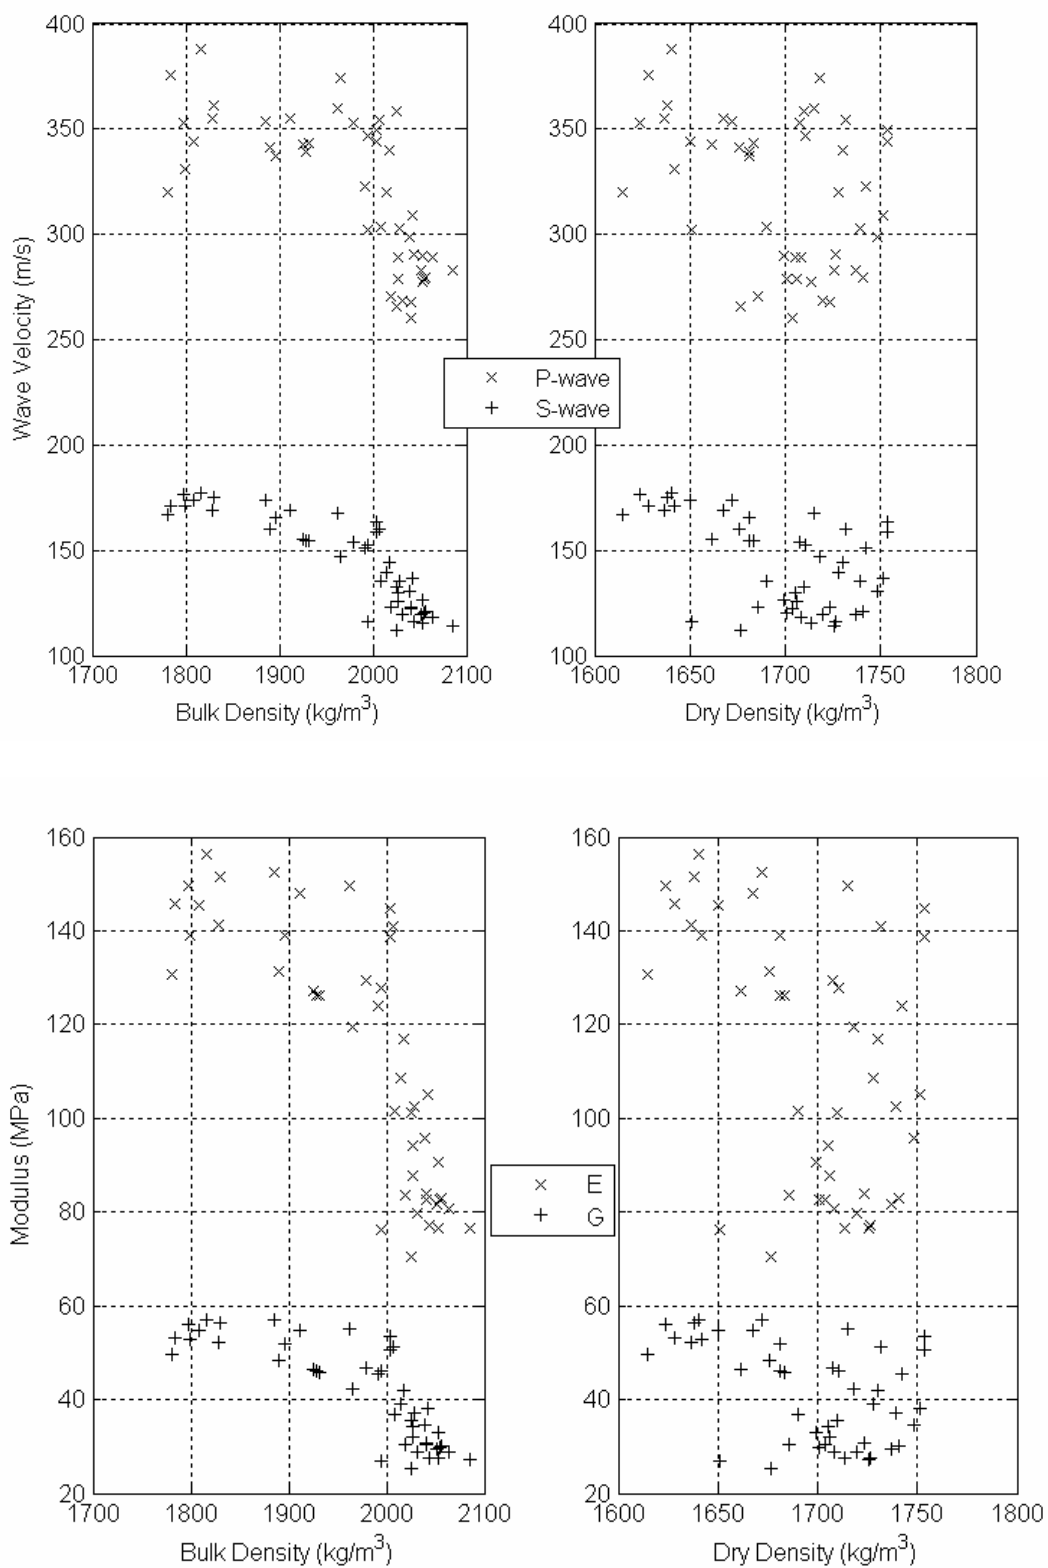 400
350
300
250
200
150
100
Wave Velocity (m/s)
1700 1800 1900 2000 2100
Bulk Density (kg/m³)
400
350
300
250
200
150
100
1600 1650 1700 1750 1800
Dry Density (kg/m³)
P-wave
S-wave
160
140
120
100
80
60
40
20
Modulus (MPa)
1700 1800 1900 2000 2100
Bulk Density (kg/m³)
160
140
120
100
80
60
40
20
1600 1650 1700 1750 1800
Dry Density (kg/m³)
E
G